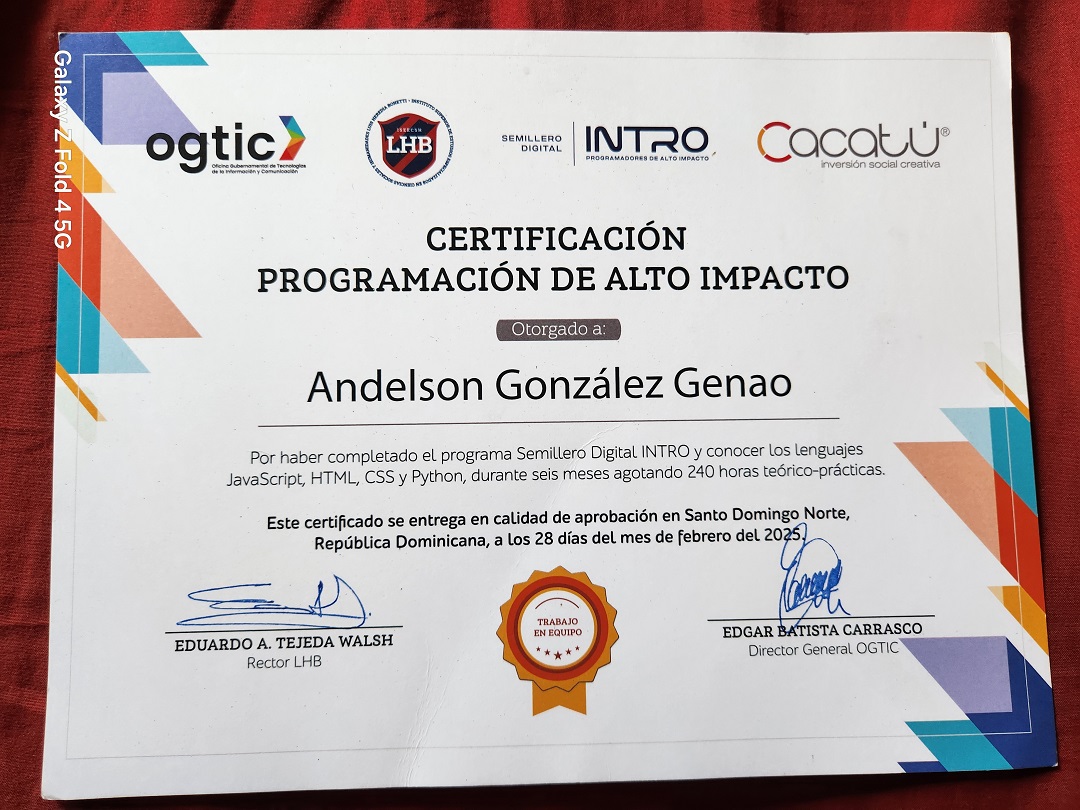 Galaxy Z Fold 4 5G
ogtic
Oficina Gubernamental de Tecnologías
de la Información y Comunicación
ISEECSH
LHB
SEMILLERO
DIGITAL
INTRO
PROGRAMADORES DE ALTO IMPACTO
Cacatú®
inversión social creativa
CERTIFICACIÓN
PROGRAMACIÓN DE ALTO IMPACTO
Otorgado a:
Andelson González Genao
Por haber completado el programa Semillero Digital INTRO y conocer los lenguajes
JavaScript, HTML, CSS y Python, durante seis meses agotando 240 horas teórico-prácticas.
Este certificado se entrega en calidad de aprobación en Santo Domingo Norte,
República Dominicana, a los 28 días del mes de febrero del 2025.
EDUARDO A. TEJEDA WALSH
Rector LHB
TRABAJO
EN EQUIPO
EDGAR BATISTA CARRASCO
Director General OGTIC